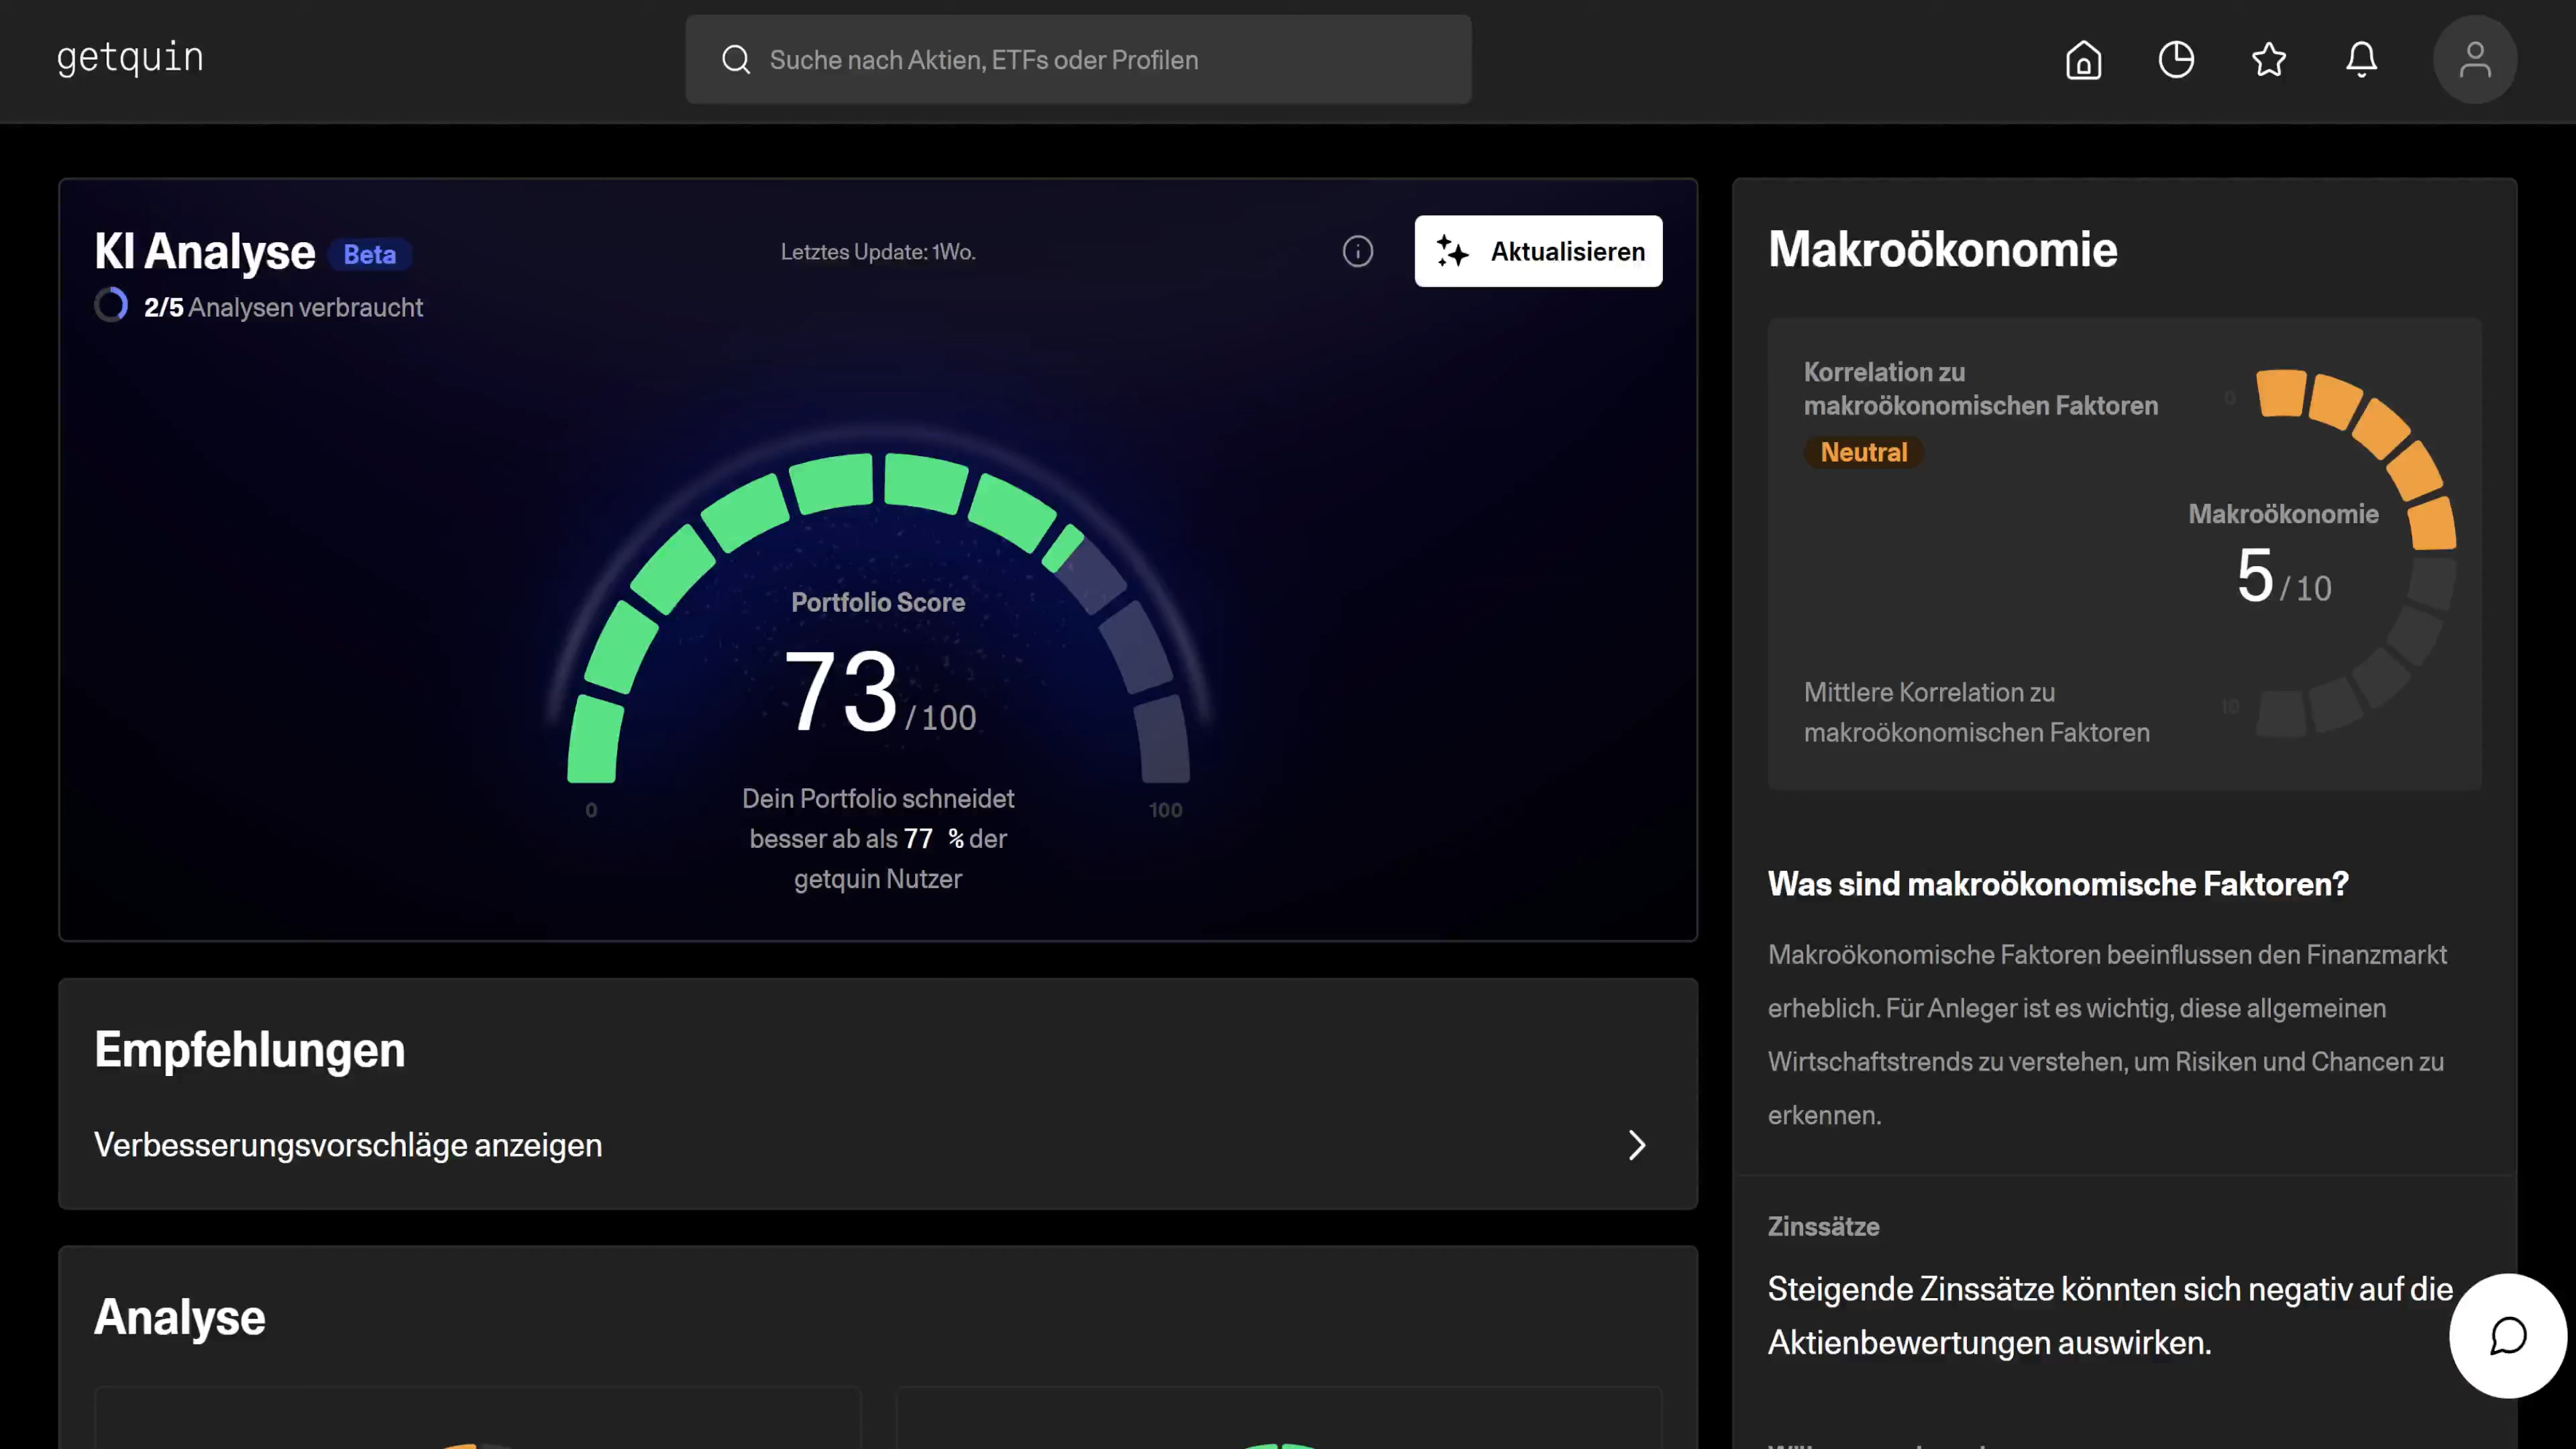 getquin
Suche nach Aktien, ETFs oder Profilen
KI Analyse Beta
Letztes Update: 1Wo.
Aktualisieren
2/5 Analysen verbraucht
Portfolio Score
73 / 100
0
100
Dein Portfolio schneidet
besser ab als 77 % der
getquin Nutzer
Empfehlungen
Verbesserungsvorschläge anzeigen
Analyse
Makroökonomie
Korrelation zu
makroökonomischen Faktoren
Neutral
0
Makroökonomie
5 / 10
10
Mittlere Korrelation zu
makroökonomischen Faktoren
Was sind makroökonomische Faktoren?
Makroökonomische Faktoren beeinflussen den Finanzmarkt
erheblich. Für Anleger ist es wichtig, diese allgemeinen
Wirtschaftstrends zu verstehen, um Risiken und Chancen zu
erkennen.
Zinssätze
Steigende Zinssätze könnten sich negativ auf die
Aktienbewertungen auswirken.